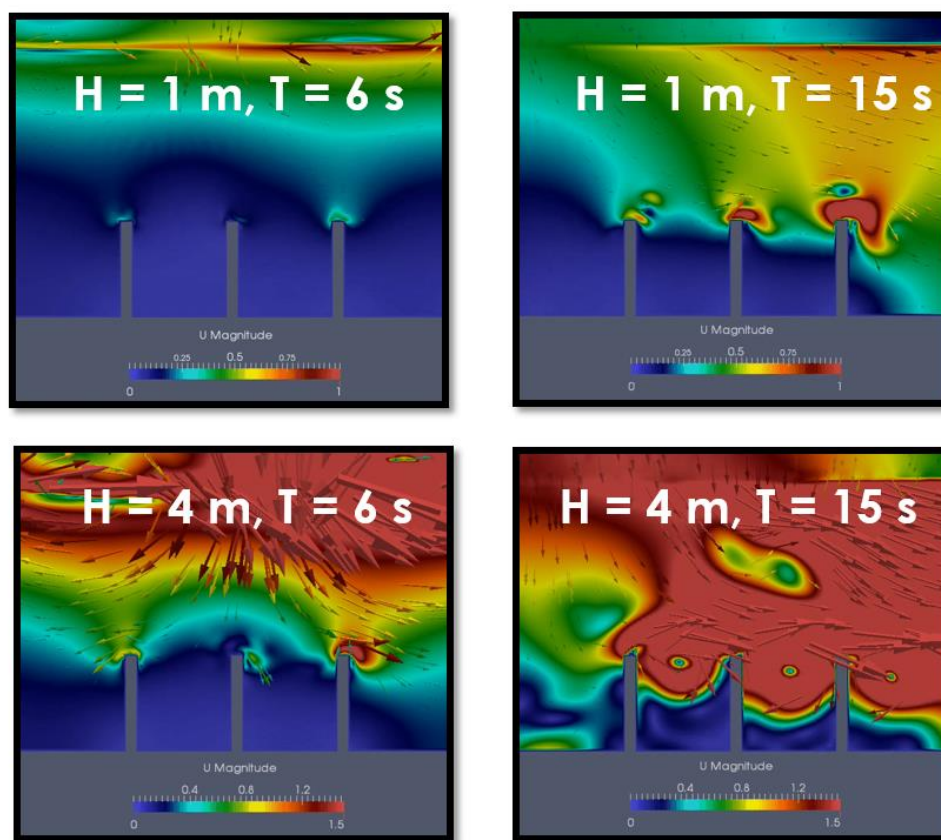 H = 1 m, T = 6 s
U Magnitude
0.25 0.5 0.75
0 1
H = 1 m, T = 15 s
U Magnitude
0.25 0.5 0.75
0 1
H = 4 m, T = 6 s
U Magnitude
0.4 0.8 1.2
0 1.5
H = 4 m, T = 15 s
U Magnitude
0.4 0.8 1.2
0 1.5